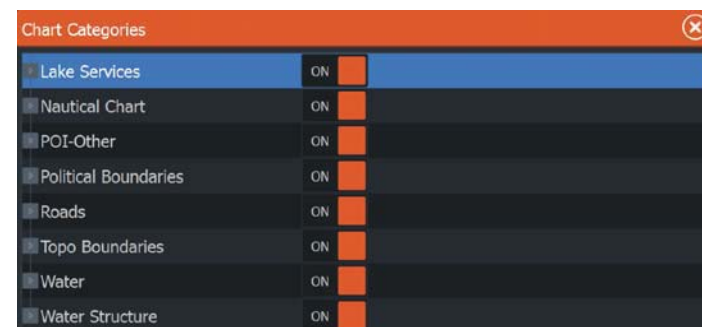 Chart Categories
Lake Services ON
Nautical Chart ON
POI-Other ON
Political Boundaries ON
Roads ON
Topo Boundaries ON
Water ON
Water Structure ON